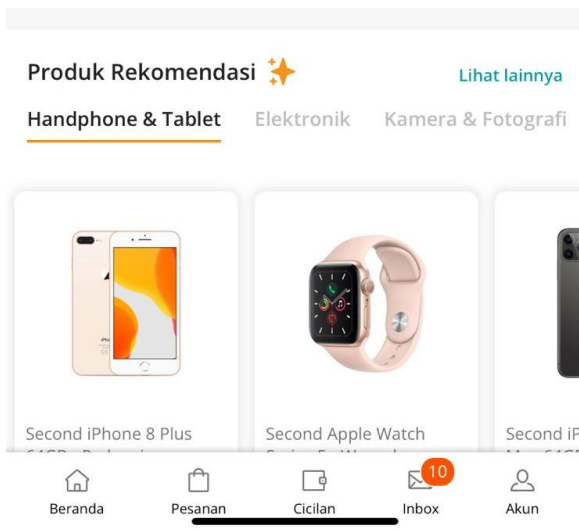 Produk Rekomendasi
Lihat lainnya
Handphone & Tablet Elektronik Kamera & Fotografi
Second iPhone 8 Plus
Second Apple Watch
Second iP
10
Beranda Pesanan Cicilan Inbox Akun